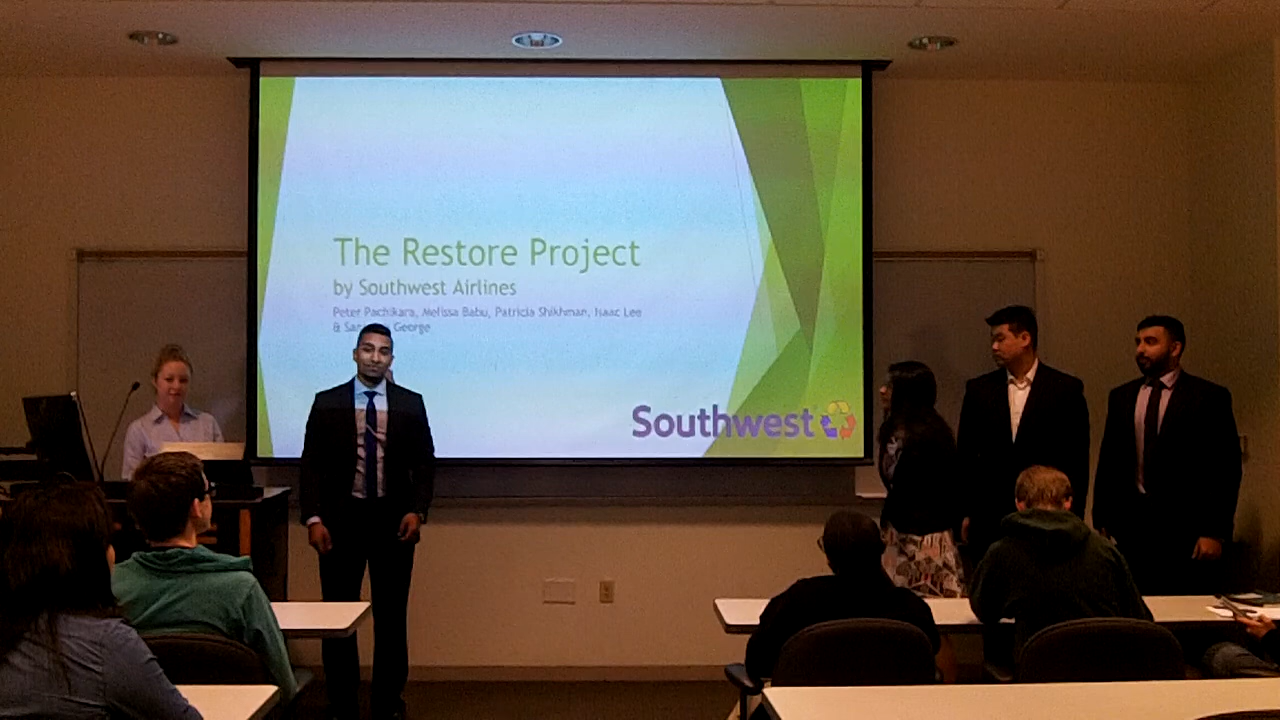 The Restore Project
by Southwest Airlines
Peter Pachikara, Melissa Babu, Patricia Shikhman, Isaac Lee
& George
Southwest